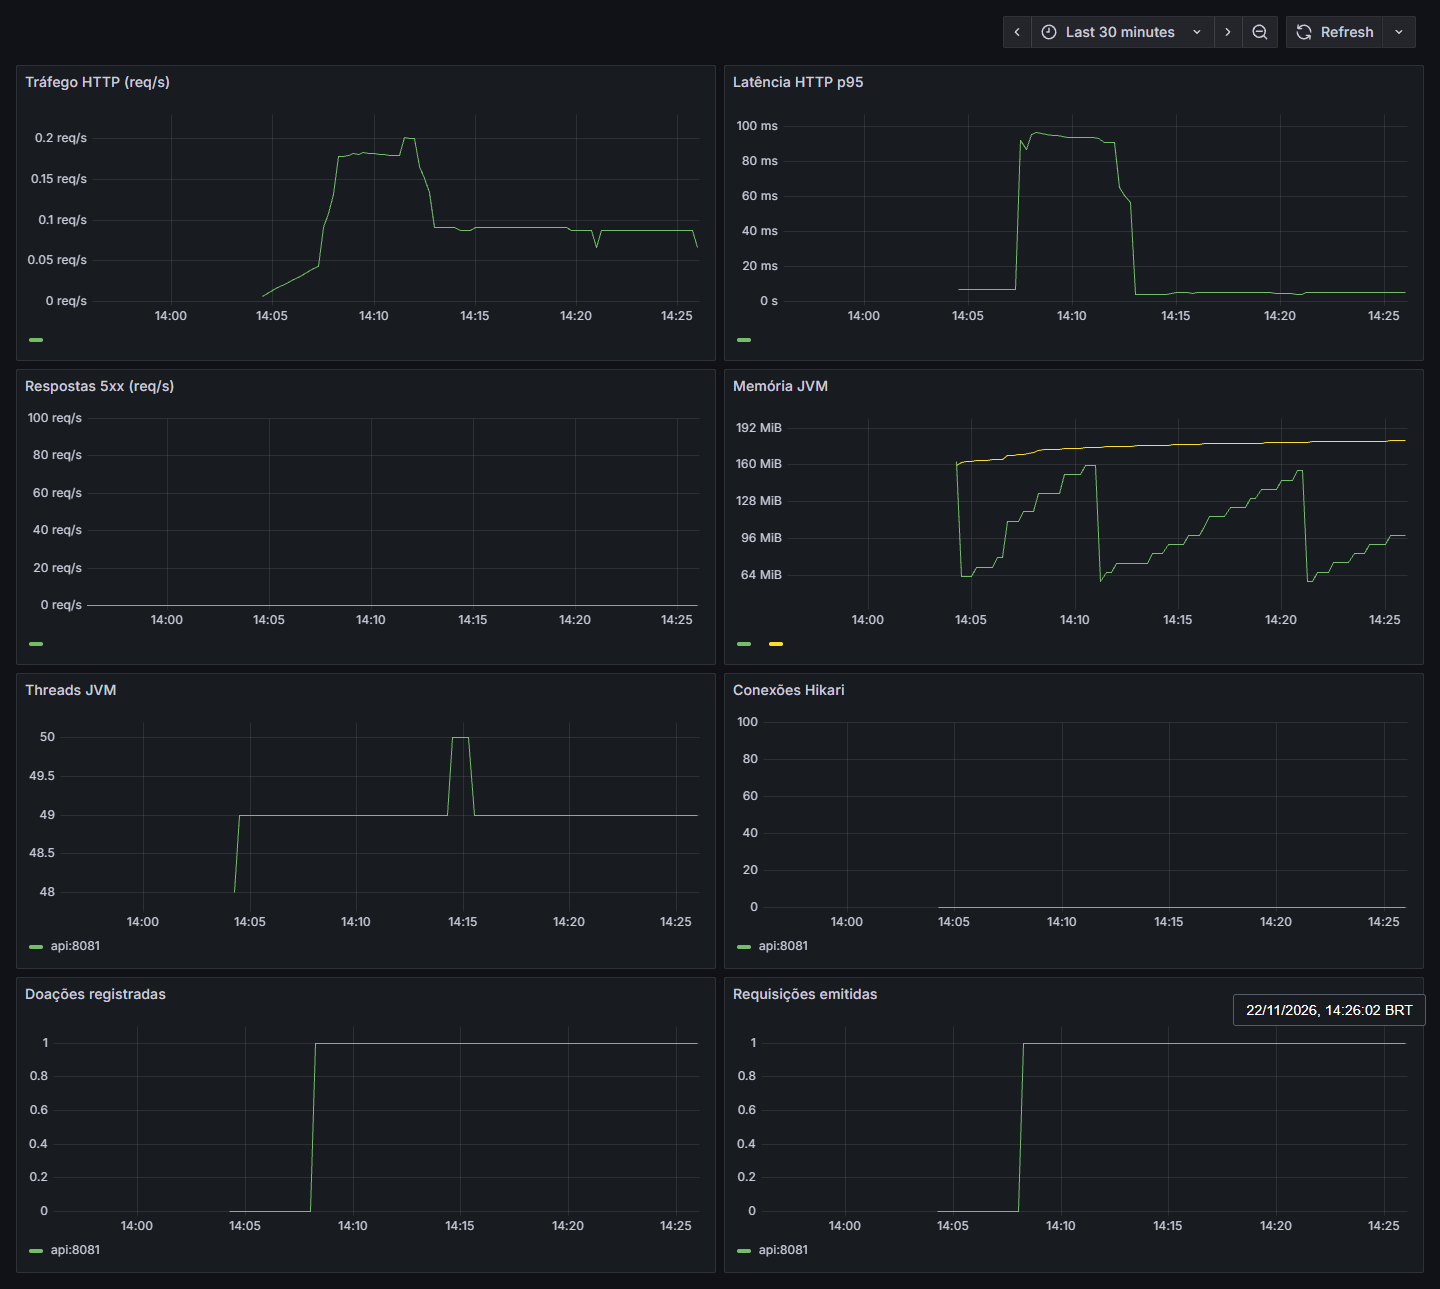 Last 30 minutes
Refresh
Tráfego HTTP (req/s)
0.2 req/s
0.15 req/s
0.1 req/s
0.05 req/s
0 req/s
14:00 14:05 14:10 14:15 14:20 14:25
Latência HTTP p95
100 ms
80 ms
60 ms
40 ms
20 ms
0 s
14:00 14:05 14:10 14:15 14:20 14:25
Respostas 5xx (req/s)
100 req/s
80 req/s
60 req/s
40 req/s
20 req/s
0 req/s
14:00 14:05 14:10 14:15 14:20 14:25
Memória JVM
192 MiB
160 MiB
128 MiB
96 MiB
64 MiB
14:00 14:05 14:10 14:15 14:20 14:25
Threads JVM
50
49.5
49
48.5
48
14:00 14:05 14:10 14:15 14:20 14:25
api:8081
Conexões Hikari
100
80
60
40
20
0
14:00 14:05 14:10 14:15 14:20 14:25
api:8081
Doações registradas
1
0.8
0.6
0.4
0.2
0
14:00 14:05 14:10 14:15 14:20 14:25
api:8081
Requisições emitidas
22/11/2026, 14:26:02 BRT
1
0.8
0.6
0.4
0.2
0
14:00 14:05 14:10 14:15 14:20 14:25
api:8081